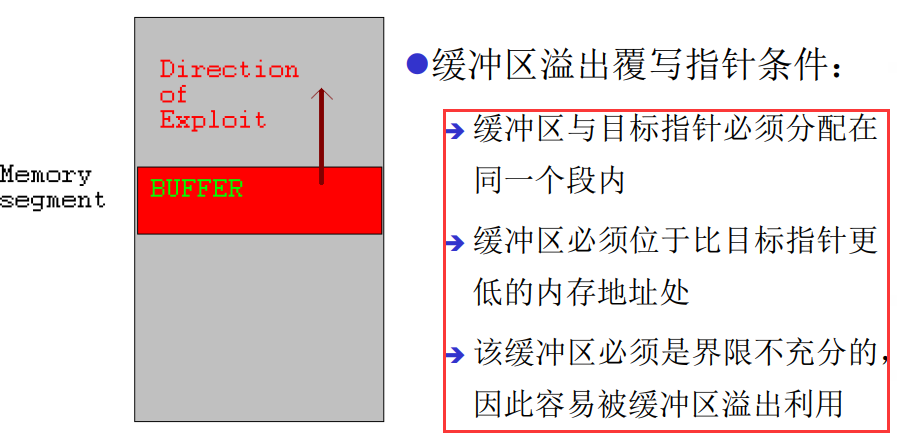 Direction
of
Exploit
Memory
segment
BUFFER
缓冲区溢出覆写指针条件：
缓冲区与目标指针必须分配在
同一个段内
缓冲区必须位于比目标指针更
低的内存地址处
该缓冲区必须是界限不充分的，
因此容易被缓冲区溢出利用